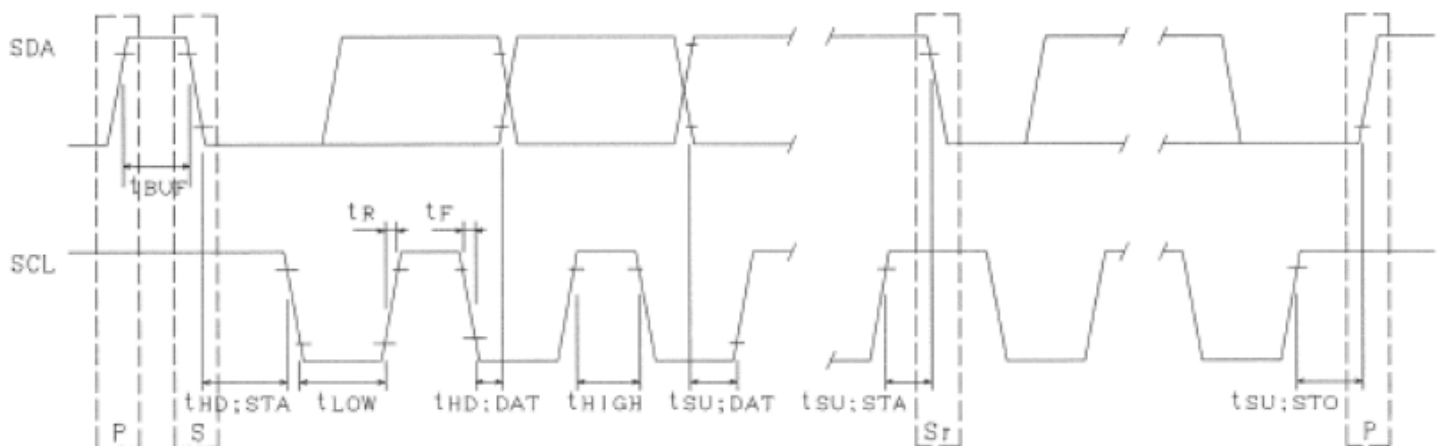 SDA
tBUF
tR tF
SCL
tHD;STA tLOW tHD;DAT tHIGH tSU;DAT tSU;STA tSU;STO
P S Sr P